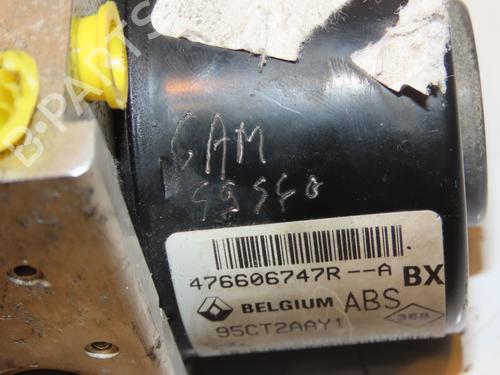 CAM
476606747R--A BX
BELGIUM ABS
95CT2AAY1 368